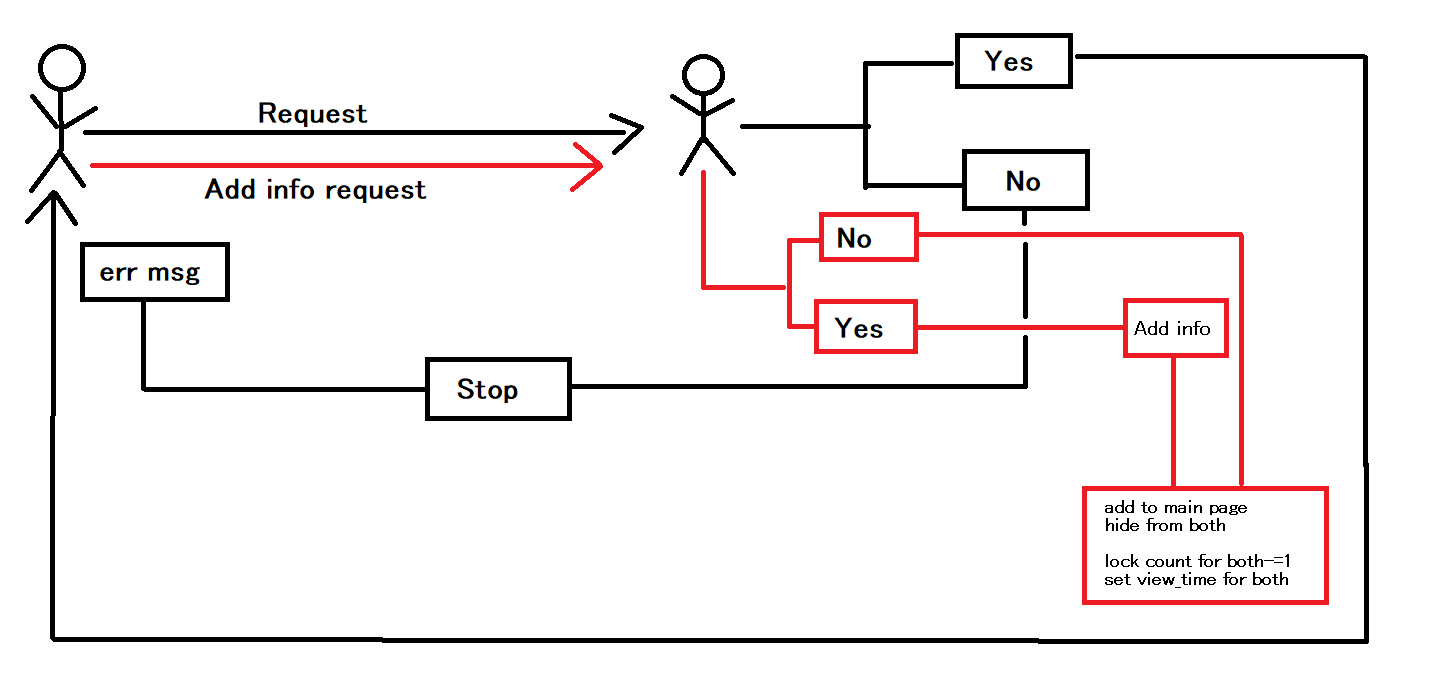 Yes
Request
No
Add info request
No
err msg
Yes
Add info
Stop
add to main page
hide from both
lock count for both-=1
set view_time for both